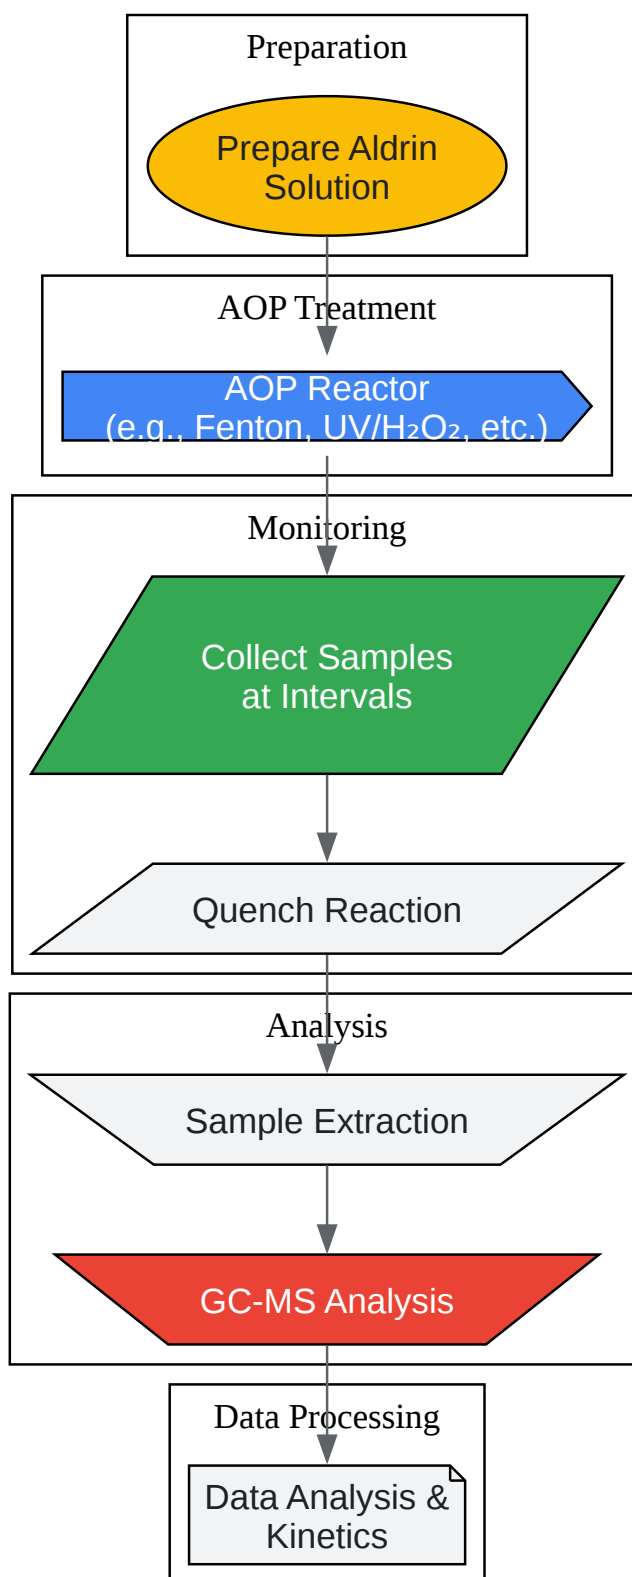 Preparation
Prepare Aldrin
Solution
AOP Treatment
AOP Reactor
(e.g., Fenton, UV/H₂O₂, etc.)
Monitoring
Collect Samples
at Intervals
Quench Reaction
Analysis
Sample Extraction
GC-MS Analysis
Data Processing
Data Analysis &
Kinetics